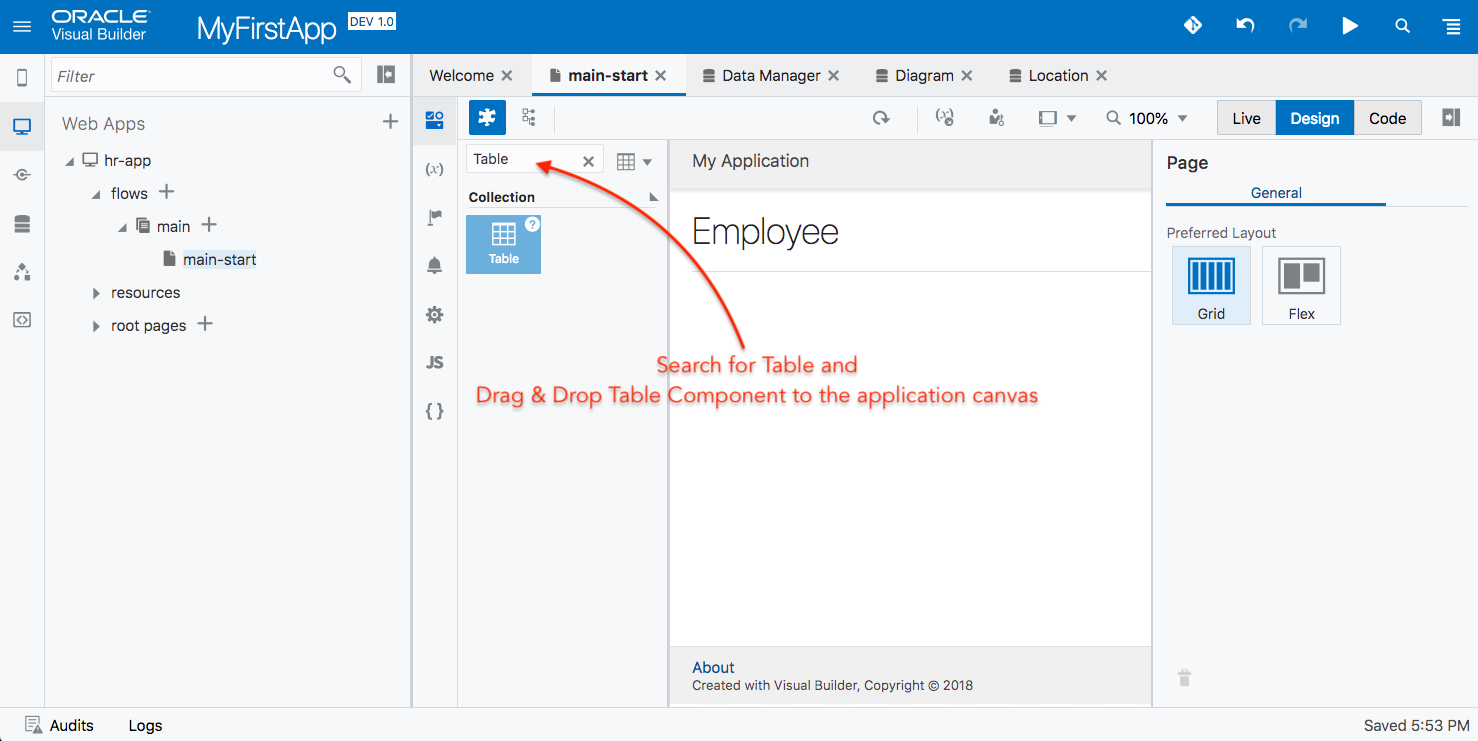 ORACLE
Visual Builder
MyFirstApp
DEV 1.0
Filter
Welcome
main-start
Data Manager
Diagram
Location
Web Apps
hr-app
flows
main
main-start
resources
root pages
(x)
JS
{ }
100%
Live
Design
Code
Table
Collection
?
Table
My Application
Employee
Search for Table and
Drag & Drop Table Component to the application canvas
About
Created with Visual Builder, Copyright © 2018
Page
General
Preferred Layout
Grid
Flex
Audits
Logs
Saved 5:53 PM